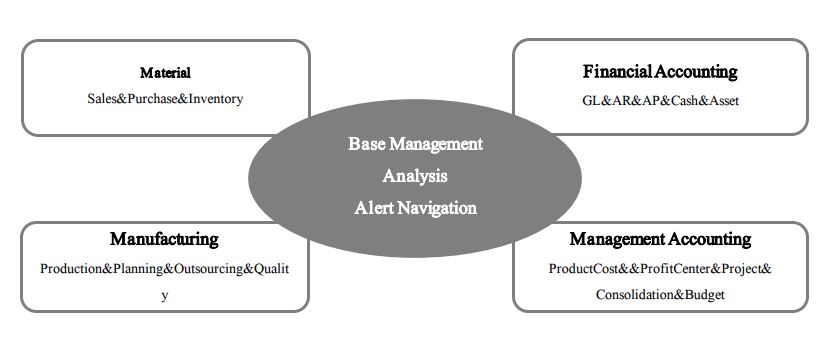 Material
Sales&Purchase&Inventory
Financial Accounting
GL&AR&AP&Cash&Asset
Base Management
Analysis
Alert Navigation
Manufacturing
Production&Planning&Outsourcing&Qualit
y
Management Accounting
ProductCost&&ProfitCenter&Project&
Consolidation&Budget